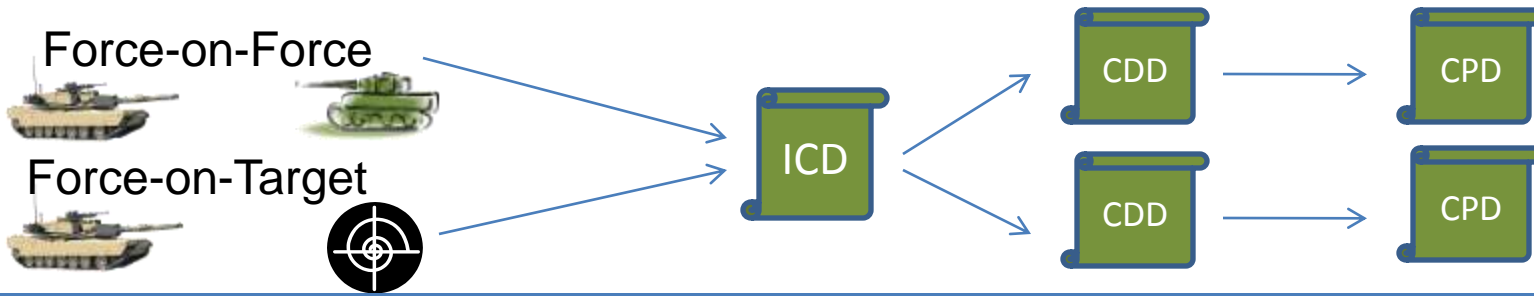 Force-on-Force
Force-on-Target
ICD
CDD
CPD
CDD
CPD